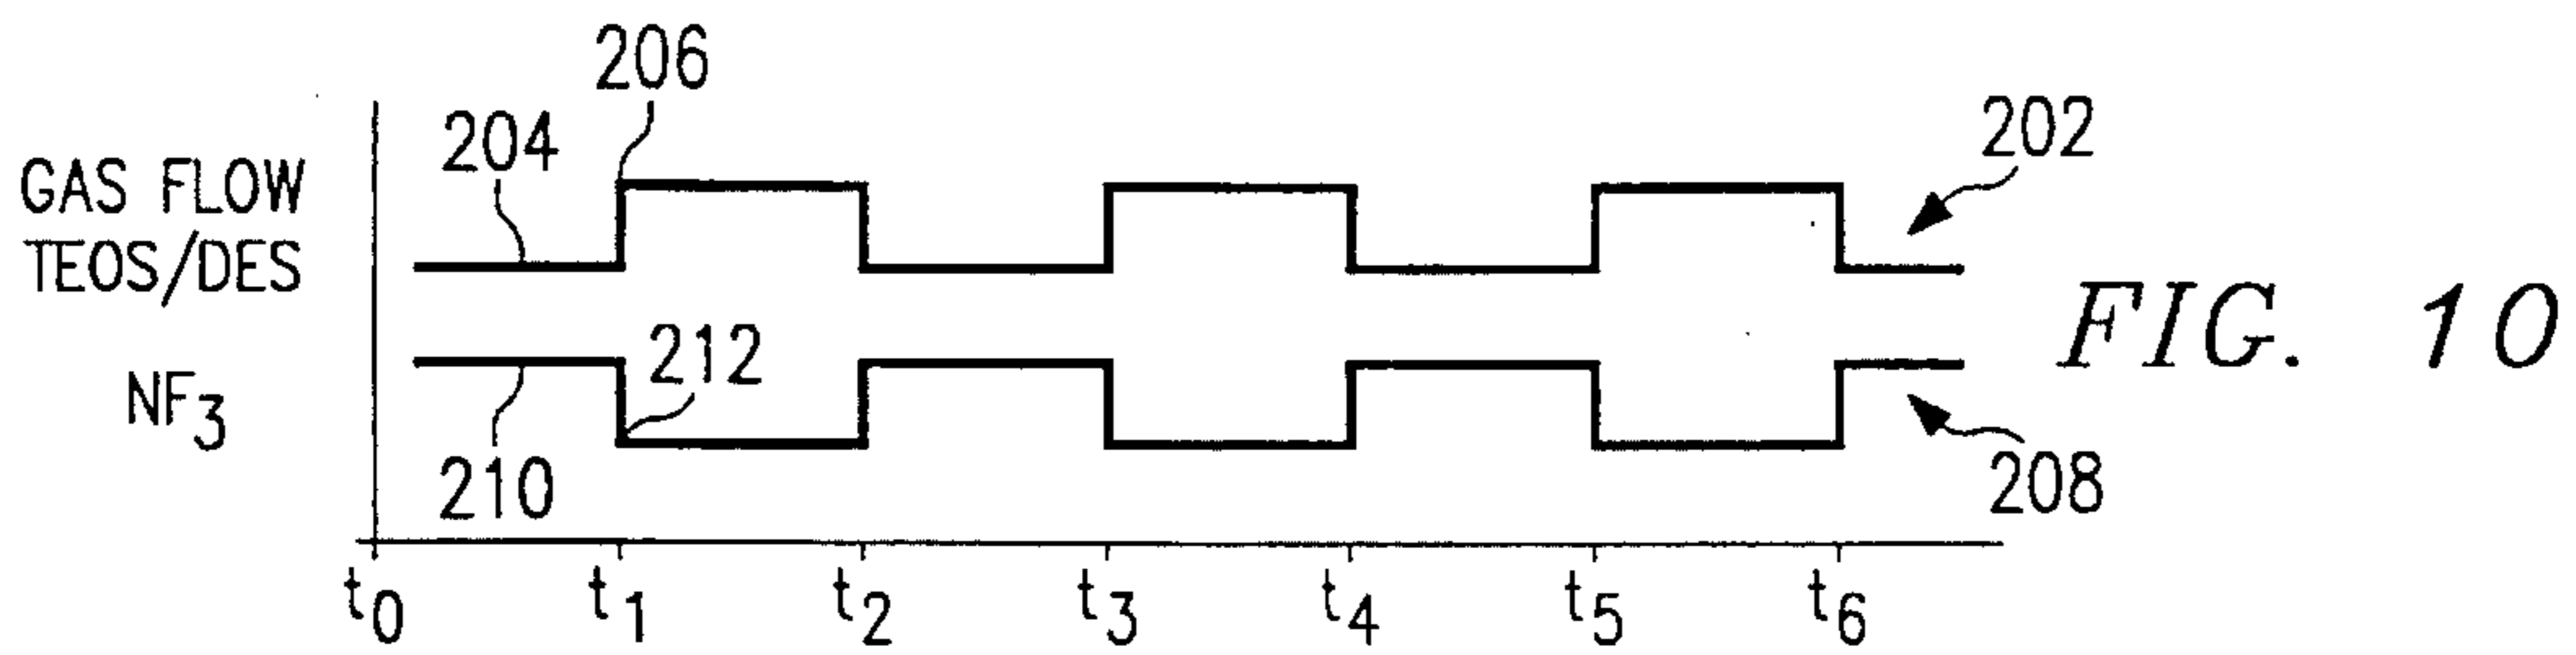 206
204
202
GAS FLOW
TEOS/DES
FIG. 10
212
NF3
210
208
t0 t1 t2 t3 t4 t5 t6